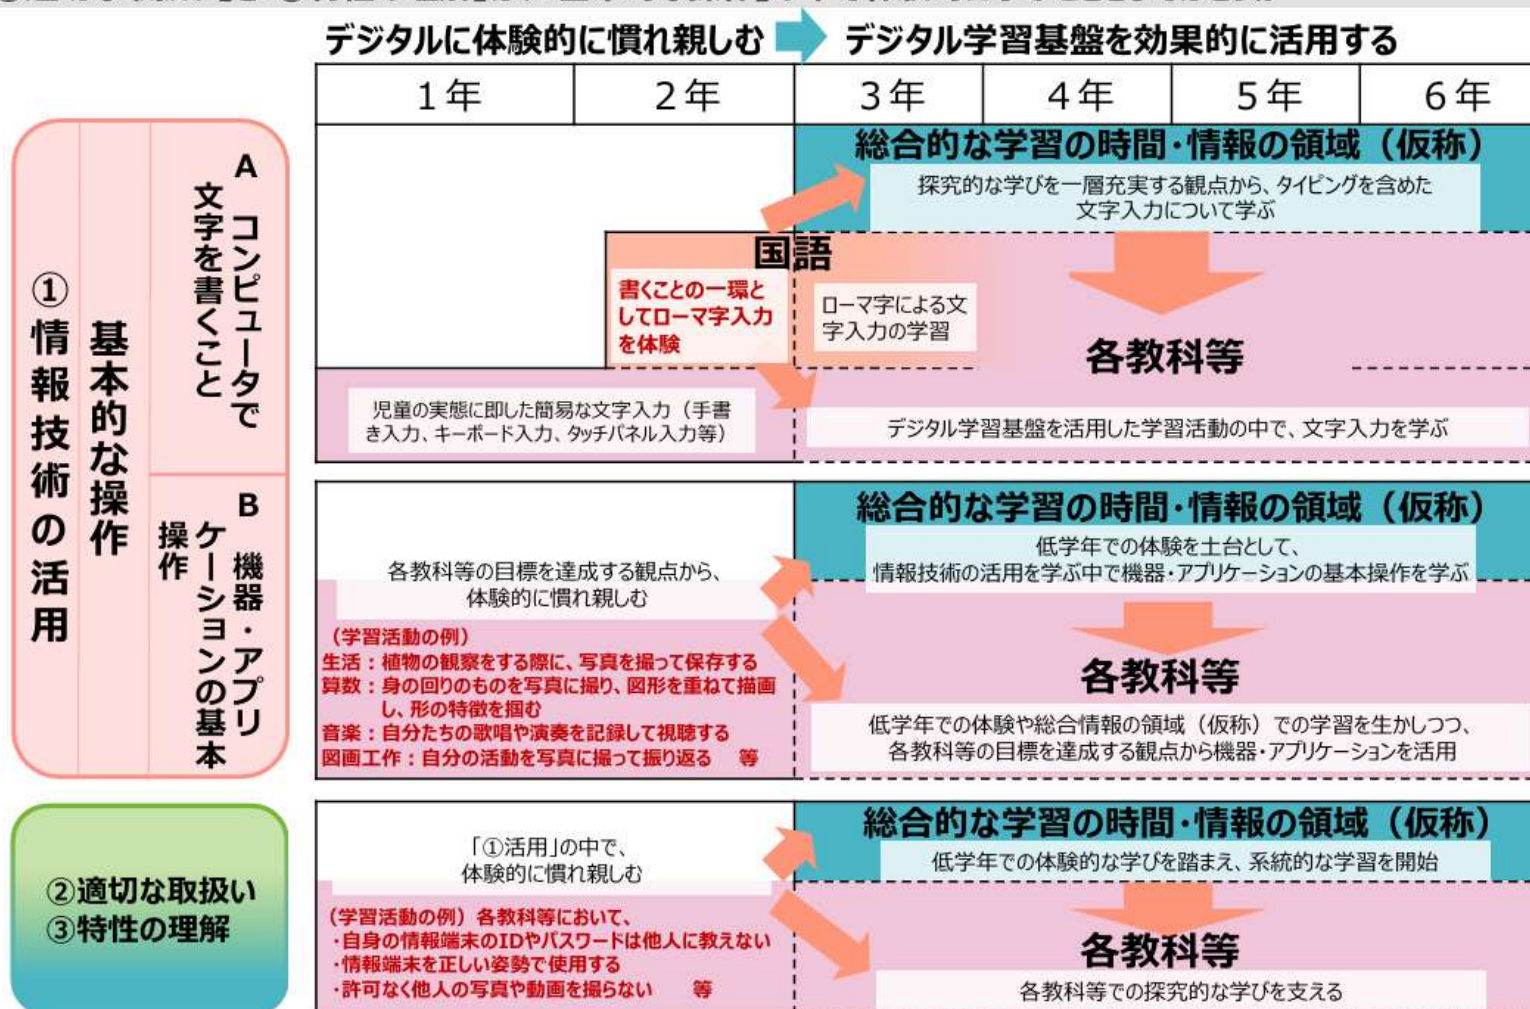 デジタルに体験的に慣れ親しむ
デジタル学習基盤を効果的に活用する
1年
2年
3年
4年
5年
6年
①情報技術の活用
基本的な操作
A コンピュータで
文字を書くこと
総合的な学習の時間・情報の領域（仮称）
探究的な学びを一層充実する観点から、タイピングを含めた
文字入力について学ぶ
国語
書くことの一環と
してローマ字入力
を体験
ローマ字による文
字入力の学習
各教科等
児童の実態に即した簡易な文字入力（手書
き入力、キーボード入力、タッチパネル入力等）
デジタル学習基盤を活用した学習活動の中で、文字入力を学ぶ
B 機器・アプリ
ケーションの基本
操作
総合的な学習の時間・情報の領域（仮称）
低学年での体験を土台として、
情報技術の活用を学ぶ中で機器・アプリケーションの基本操作を学ぶ
各教科等の目標を達成する観点から、
体験的に慣れ親しむ
（学習活動の例）
生活：植物の観察をする際に、写真を撮って保存する
算数：身の回りのものを写真に撮り、図形を重ねて描画
し、形の特徴を掴む
音楽：自分たちの歌唱や演奏を記録して視聴する
図画工作：自分の活動を写真に撮って振り返る 等
各教科等
低学年での体験や総合情報の領域（仮称）での学習を生かしつつ、
各教科等の目標を達成する観点から機器・アプリケーションを活用
②適切な取扱い
③特性の理解
「①活用」の中で、
体験的に慣れ親しむ
（学習活動の例）各教科等において、
・自身の情報端末のIDやパスワードは他人に教えない
・情報端末を正しい姿勢で使用する
・許可なく他人の写真や動画を撮らない 等
総合的な学習の時間・情報の領域（仮称）
低学年での体験的な学びを踏まえ、系統的な学習を開始
各教科等
各教科等での探究的な学びを支える